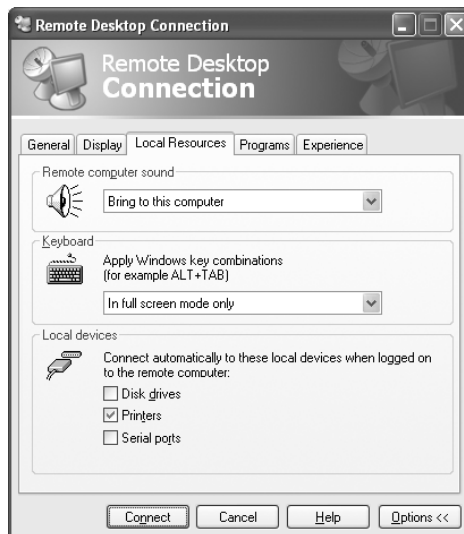 Remote Desktop Connection
Remote Desktop
Connection
General Display Local Resources Programs Experience
Remote computer sound
Bring to this computer
Keyboard
Apply Windows key combinations
(for example ALT+TAB)
In full screen mode only
Local devices
Connect automatically to these local devices when logged on
to the remote computer:
Disk drives
Printers
Serial ports
Connect Cancel Help Options <<